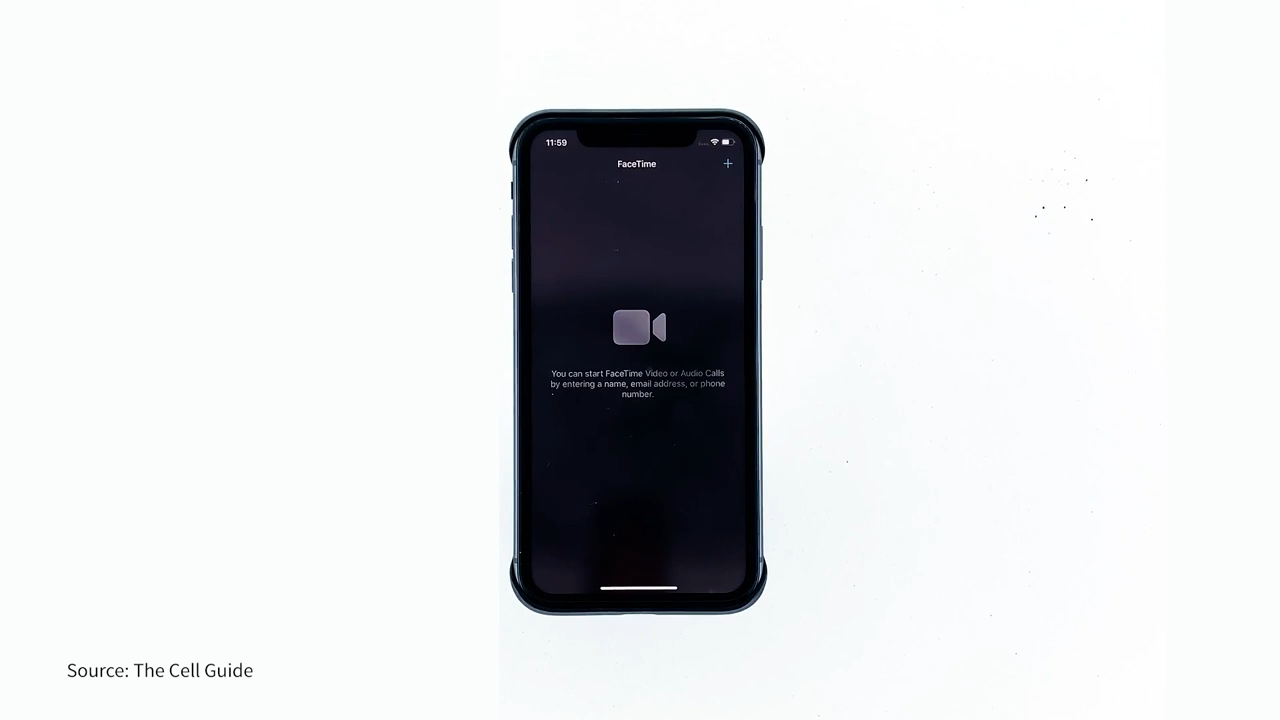 11:59
FaceTime
+
You can start FaceTime Video or Audio Calls
by entering a name, email address, or phone
number.
Source: The Cell Guide